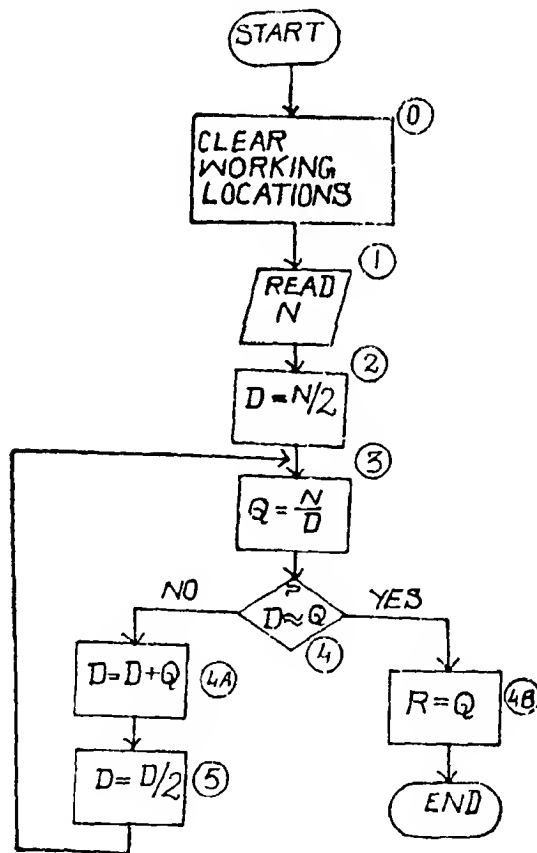 START
0
CLEAR
WORKING
LOCATIONS
1
READ
N
2
D = N/2
3
Q = N/D
?
D ≈ Q
4
NO
YES
D = D + Q
4A
R = Q
4B
D = D/2
5
END